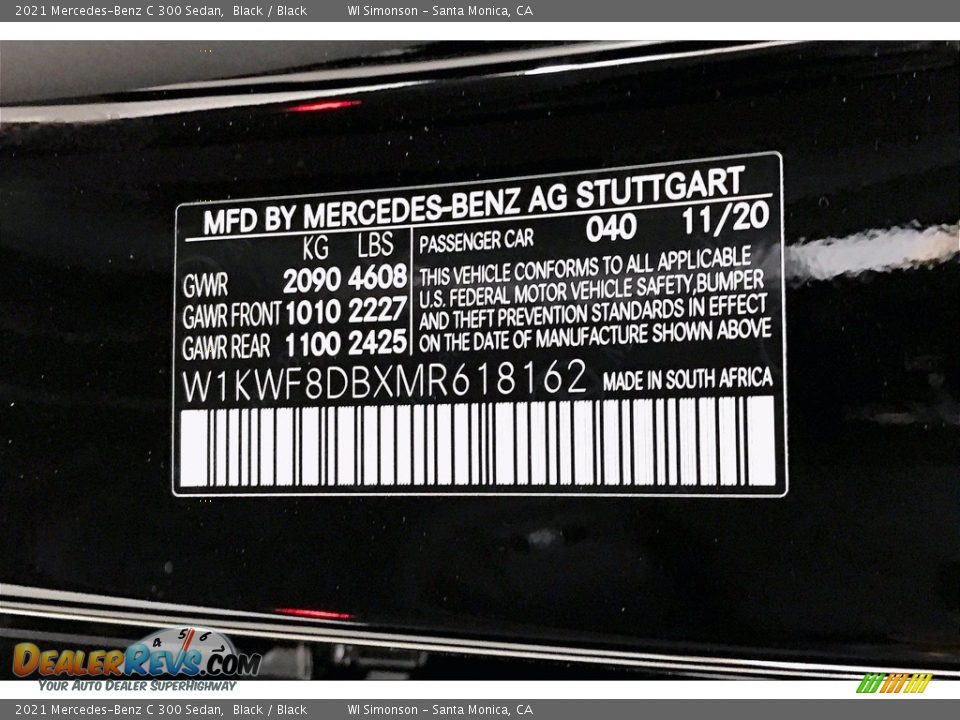 2021 Mercedes-Benz C 300 Sedan, Black / Black WI Simonson - Santa Monica, CA
MFD BY MERCEDES-BENZ AG STUTTGART
KG LBS
GVWR 2090 4608
GAWR FRONT 1010 2227
GAWR REAR 1100 2425
PASSENGER CAR 040 11/20
THIS VEHICLE CONFORMS TO ALL APPLICABLE
U.S. FEDERAL MOTOR VEHICLE SAFETY,BUMPER
AND THEFT PREVENTION STANDARDS IN EFFECT
ON THE DATE OF MANUFACTURE SHOWN ABOVE
W1KWF8DBXMR618162 MADE IN SOUTH AFRICA
4 5 6
DEALERREVS.COM
YOUR AUTO DEALER SUPERHIGHWAY
2021 Mercedes-Benz C 300 Sedan, Black / Black WI Simonson - Santa Monica, CA